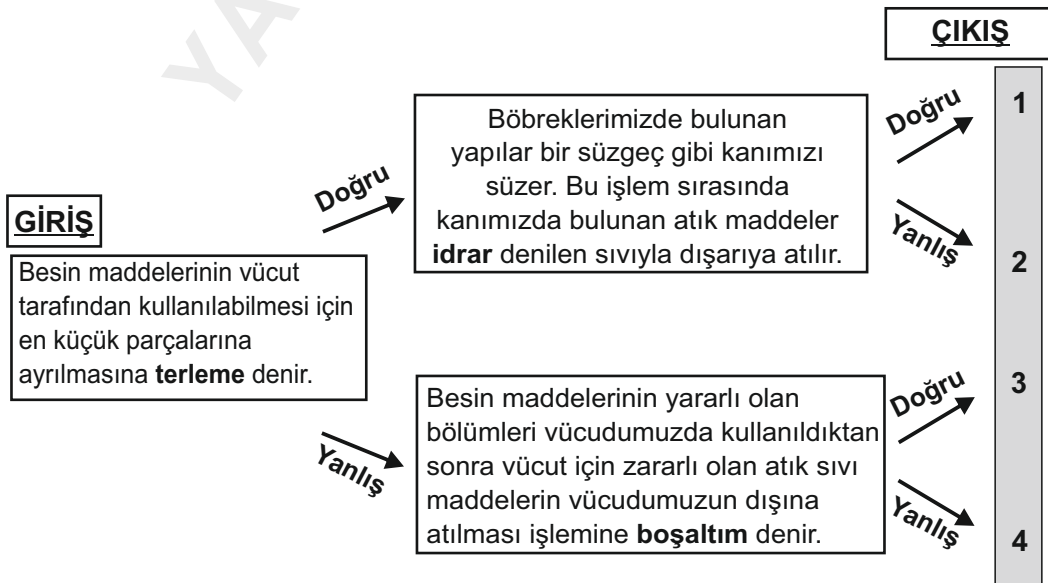 YA
ÇIKIŞ
GİRİŞ
Besin maddelerinin vücut
tarafından kullanılabilmesi için
en küçük parçalarına
ayrılmasına terleme denir.
Doğru
Yanlış
Böbreklerimizde bulunan
yapılar bir süzgeç gibi kanımızı
süzer. Bu işlem sırasında
kanımızda bulunan atık maddeler
idrar denilen sıvıyla dışarıya atılır.
Doğru
1
Yanlış
2
Besin maddelerinin yararlı olan
bölümleri vücudumuzda kullanıldıktan
sonra vücut için zararlı olan atık sıvı
maddelerin vücudumuzun dışına
atılması işlemine boşaltım denir.
Doğru
3
Yanlış
4